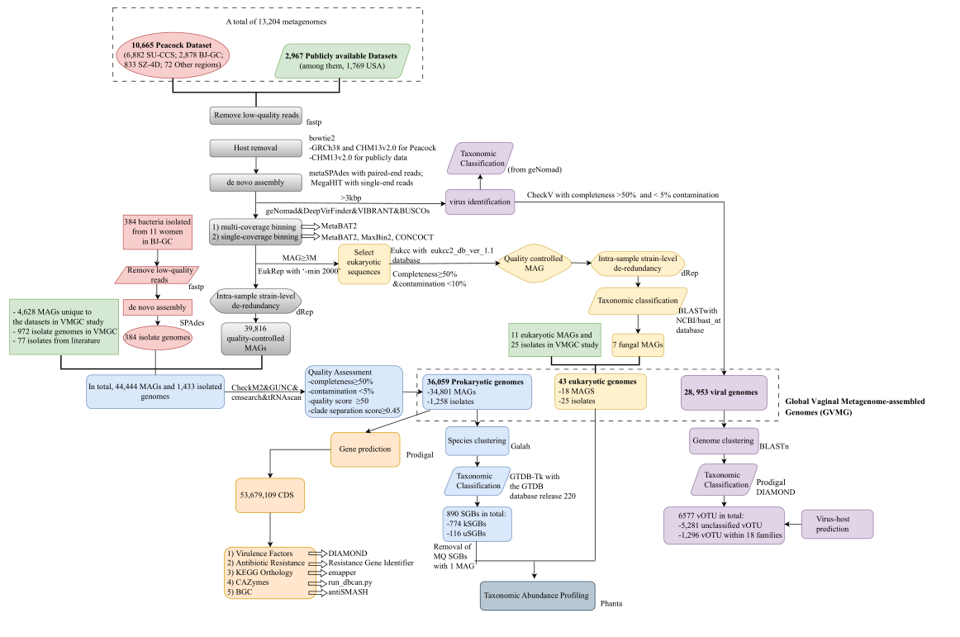 A total of 13,204 metagenomes
10,665 Peacock Dataset
(6,882 SU-CCS; 2,878 BJ-GC;
833 SZ-4D; 72 Other regions)
2,967 Publicly available Datasets
(among them, 1,769 USA)
Remove low-quality reads
fastp
Host removal
bowtie2
-GRCh38 and CHM13v2.0 for Peacock
-CHM13v2.0 for publicly data
de novo assembly
metaSPAdes with paired-end reads;
MegaHIT with single-end reads
Taxonomic
Classification
(from geNomad)
>3kbp
geNomad&DeepVirFinder&VIBRANT&BUSCOs
virus identification
CheckV with completeness >50% and < 5% contamination
1) multi-coverage binning
2) single-coverage binning
MetaBAT2
MetaBAT2, MaxBin2, CONCOCT
384 bacteria isolated
from 11 women
in BJ-GC
Remove low-quality
reads
fastp
de novo assembly
SPAdes
384 isolate genomes
MAG≥3M
EukRep with '-min 2000'
Select
eukaryotic
sequences
Eukcc with eukcc2_db_ver_1.1
database
Completeness≥50%
&contamination <10%
Quality controlled
MAG
Intra-sample strain-level
de-redundancy
dRep
Taxonomic classification
BLASTwith
NCBI/bast_nt
database
7 fungal MAGs
11 eukaryotic MAGs and
25 isolates in VMGC study
Intra-sample strain-level
de-redundancy
dRep
39,816
quality-controlled
MAGs
- 4,628 MAGs unique to
the datasets in VMGC study
- 972 isolate genomes in VMGC
- 77 isolates from literature
In total, 44,444 MAGs and 1,433 isolated
genomes
CheckM2&GUNC&
cmsearch&tRNAscan
Quality Assessment
-completeness≥50%
-contamination <5%
-quality score ≥50
-clade separation score≥0.45
36,059 Prokaryotic genomes
-34,801 MAGs
-1,258 isolates
43 eukaryotic genomes
-18 MAGS
-25 isolates
28, 953 viral genomes
Global Vaginal Metagenome-assembled
Genomes (GVMG)
Gene prediction
Prodigal
Species clustering
Galah
Genome clustering
BLASTn
53,679,109 CDS
Taxonomic
Classification
GTDB-Tk with
the GTDB
database release 220
Taxonomic
Classification
Prodigal
DIAMOND
890 SGBs in total:
-774 kSGBs
-116 uSGBs
6577 vOTU in total:
-5,281 unclassified vOTU
-1,296 vOTU within 18 families
Virus-host
prediction
Removal of
MQ SGBs
with 1 MAG
1) Virulence Factors
2) Antibiotic Resistance
3) KEGG Orthology
4) CAZymes
5) BGC
DIAMOND
Resistance Gene Identifier
emapper
run_dbcan.py
antiSMASH
Taxonomic Abundance Profiling
Phanta